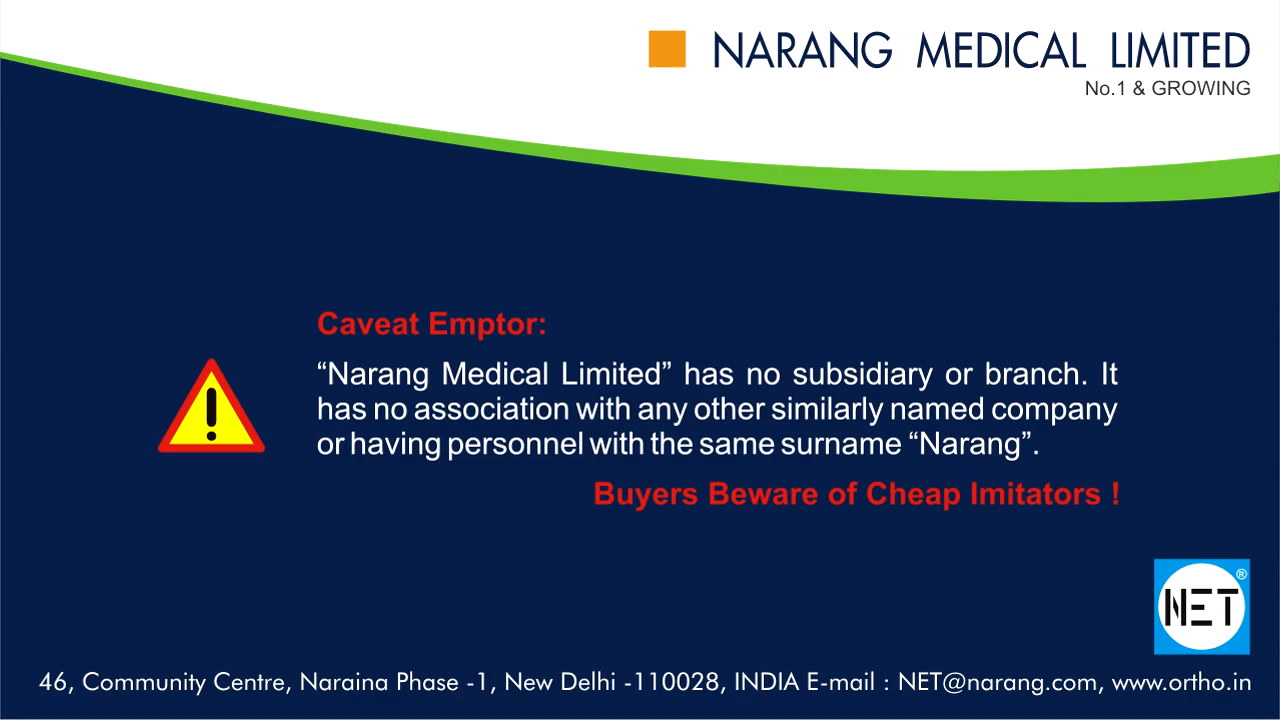 NARANG MEDICAL LIMITED
No.1 & GROWING
Caveat Emptor:
“Narang Medical Limited” has no subsidiary or branch. It
has no association with any other similarly named company
or having personnel with the same surname “Narang”.
Buyers Beware of Cheap Imitators !
NET®
46, Community Centre, Naraina Phase -1, New Delhi -110028, INDIA E-mail : NET@narang.com, www.ortho.in